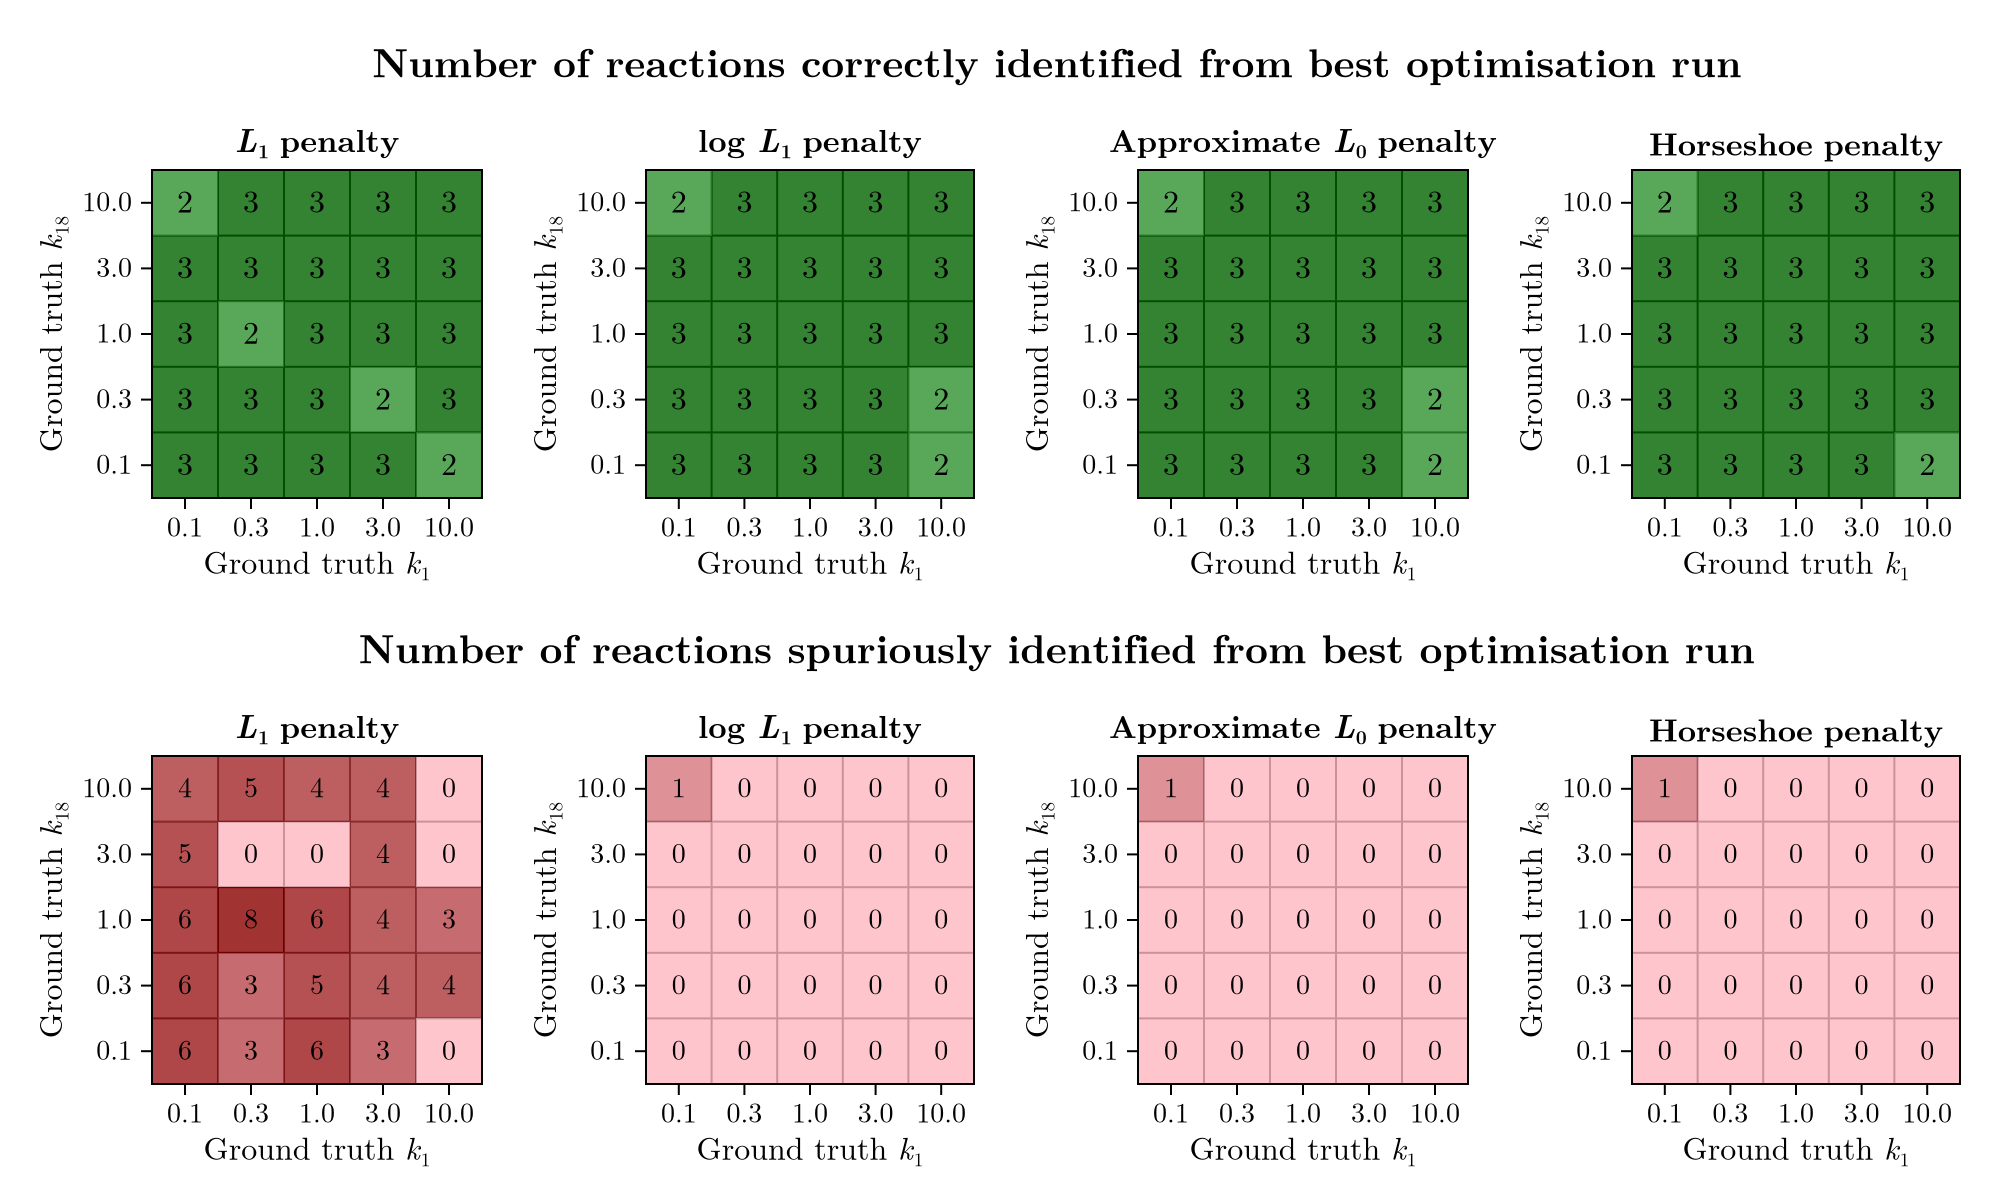 Number of reactions correctly identified from best optimisation run
L₁ penalty
log L₁ penalty
Approximate L₀ penalty
Horseshoe penalty
Ground truth k₁₈
10.0 2 3 3 3 3
3.0 3 3 3 3 3
1.0 3 2 3 3 3
0.3 3 3 3 2 3
0.1 3 3 3 3 2
0.1 0.3 1.0 3.0 10.0
Ground truth k₁
Ground truth k₁₈
10.0 2 3 3 3 3
3.0 3 3 3 3 3
1.0 3 3 3 3 3
0.3 3 3 3 3 2
0.1 3 3 3 3 2
0.1 0.3 1.0 3.0 10.0
Ground truth k₁
Ground truth k₁₈
10.0 2 3 3 3 3
3.0 3 3 3 3 3
1.0 3 3 3 3 3
0.3 3 3 3 3 2
0.1 3 3 3 3 2
0.1 0.3 1.0 3.0 10.0
Ground truth k₁
Ground truth k₁₈
10.0 2 3 3 3 3
3.0 3 3 3 3 3
1.0 3 3 3 3 3
0.3 3 3 3 3 3
0.1 3 3 3 3 2
0.1 0.3 1.0 3.0 10.0
Ground truth k₁
Number of reactions spuriously identified from best optimisation run
L₁ penalty
log L₁ penalty
Approximate L₀ penalty
Horseshoe penalty
Ground truth k₁₈
10.0 4 5 4 4 0
3.0 5 0 0 4 0
1.0 6 8 6 4 3
0.3 6 3 5 4 4
0.1 6 3 6 3 0
0.1 0.3 1.0 3.0 10.0
Ground truth k₁
Ground truth k₁₈
10.0 1 0 0 0 0
3.0 0 0 0 0 0
1.0 0 0 0 0 0
0.3 0 0 0 0 0
0.1 0 0 0 0 0
0.1 0.3 1.0 3.0 10.0
Ground truth k₁
Ground truth k₁₈
10.0 1 0 0 0 0
3.0 0 0 0 0 0
1.0 0 0 0 0 0
0.3 0 0 0 0 0
0.1 0 0 0 0 0
0.1 0.3 1.0 3.0 10.0
Ground truth k₁
Ground truth k₁₈
10.0 1 0 0 0 0
3.0 0 0 0 0 0
1.0 0 0 0 0 0
0.3 0 0 0 0 0
0.1 0 0 0 0 0
0.1 0.3 1.0 3.0 10.0
Ground truth k₁